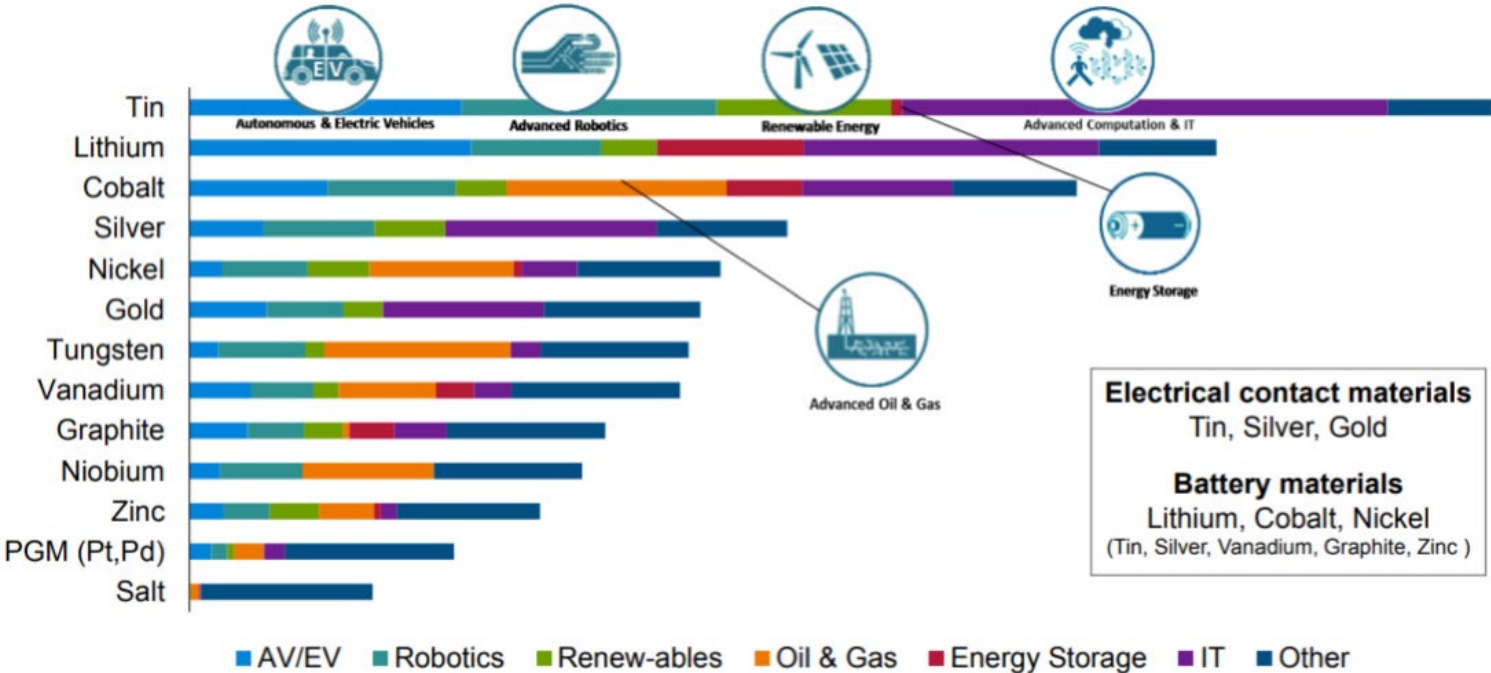 EV
Tin
Autonomous & Electric Vehicles
Advanced Robotics
Renewable Energy
Advanced Computation & IT
Lithium
Cobalt
Silver
Nickel
Energy Storage
Gold
Tungsten
Vanadium
Advanced Oil & Gas
Graphite
Niobium
Zinc
PGM (Pt,Pd)
Salt
Electrical contact materials
Tin, Silver, Gold
Battery materials
Lithium, Cobalt, Nickel
(Tin, Silver, Vanadium, Graphite, Zinc )
AV/EV Robotics Renew-ables Oil & Gas Energy Storage IT Other